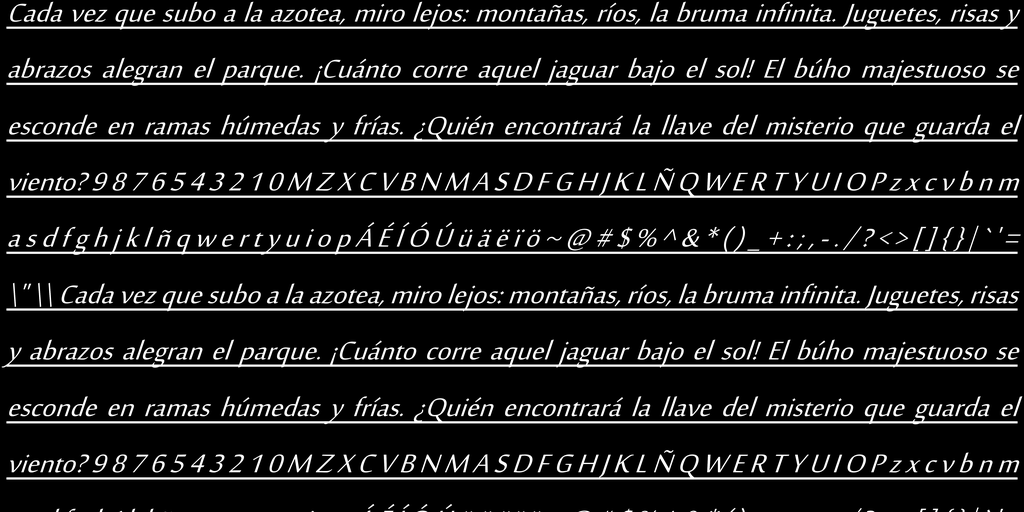 Cada vez que subo a la azotea, miro lejos: montañas, ríos, la bruma infinita. Juguetes, risas y
abrazos alegran el parque. ¡Cuánto corre aquel jaguar bajo el sol! El búho majestuoso se
esconde en ramas húmedas y frías. ¿Quién encontrará la llave del misterio que guarda el
viento? 9 8 7 6 5 4 3 2 1 0 M Z X C V B N M A S D F G H J K L Ñ Q W E R T Y U I O P z x c v b n m
a s d f g h j k l ñ q w e r t y u i o p Á É Í Ó Ú ü ä ë ï ö ~ @ # $ % ^ & * ( ) _ + : ; , - . / ? < > [ ] { } | ` ' =
\ " \ \ Cada vez que subo a la azotea, miro lejos: montañas, ríos, la bruma infinita. Juguetes, risas
y abrazos alegran el parque. ¡Cuánto corre aquel jaguar bajo el sol! El búho majestuoso se
esconde en ramas húmedas y frías. ¿Quién encontrará la llave del misterio que guarda el
viento? 9 8 7 6 5 4 3 2 1 0 M Z X C V B N M A S D F G H J K L Ñ Q W E R T Y U I O P z x c v b n m